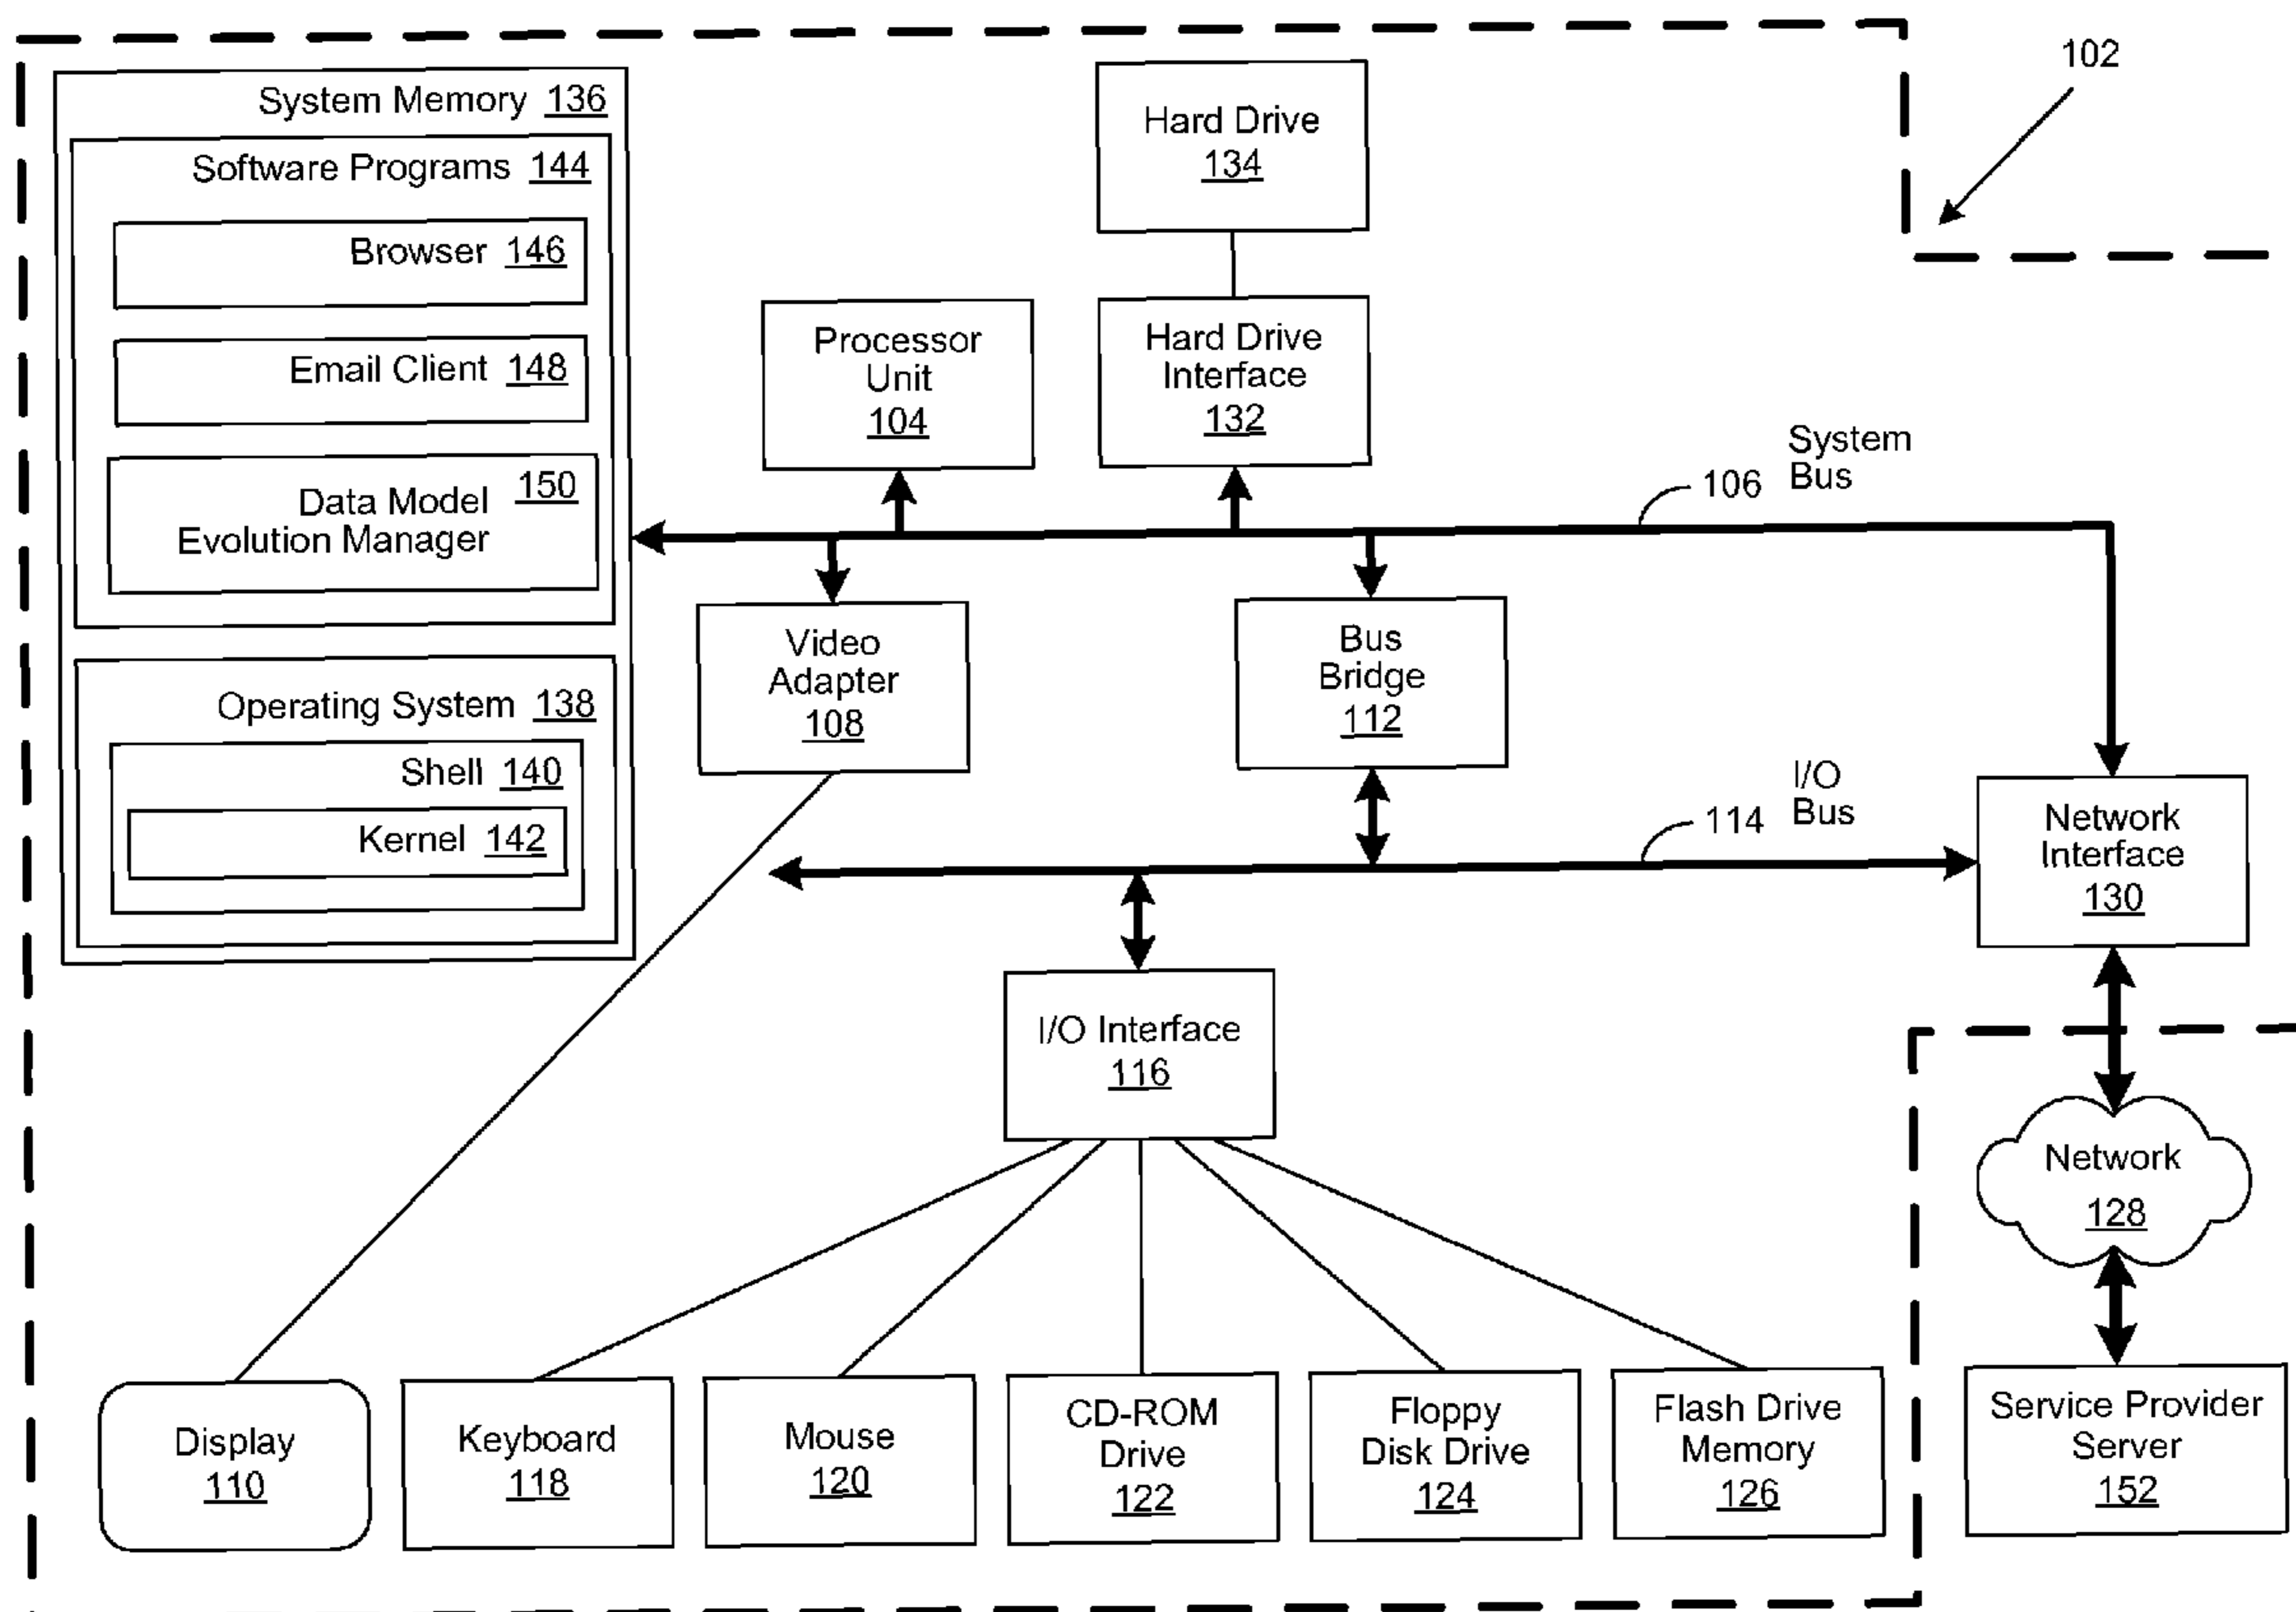 102
System Memory 136
Software Programs 144
Browser 146
Email Client 148
Data Model 150
Evolution Manager
Operating System 138
Shell 140
Kernel 142
Hard Drive
134
Processor
Unit
104
Hard Drive
Interface
132
System
106 Bus
Video
Adapter
108
Bus
Bridge
112
I/O
114 Bus
Network
Interface
130
I/O Interface
116
Network
128
Display
110
Keyboard
118
Mouse
120
CD-ROM
Drive
122
Floppy
Disk Drive
124
Flash Drive
Memory
126
Service Provider
Server
152